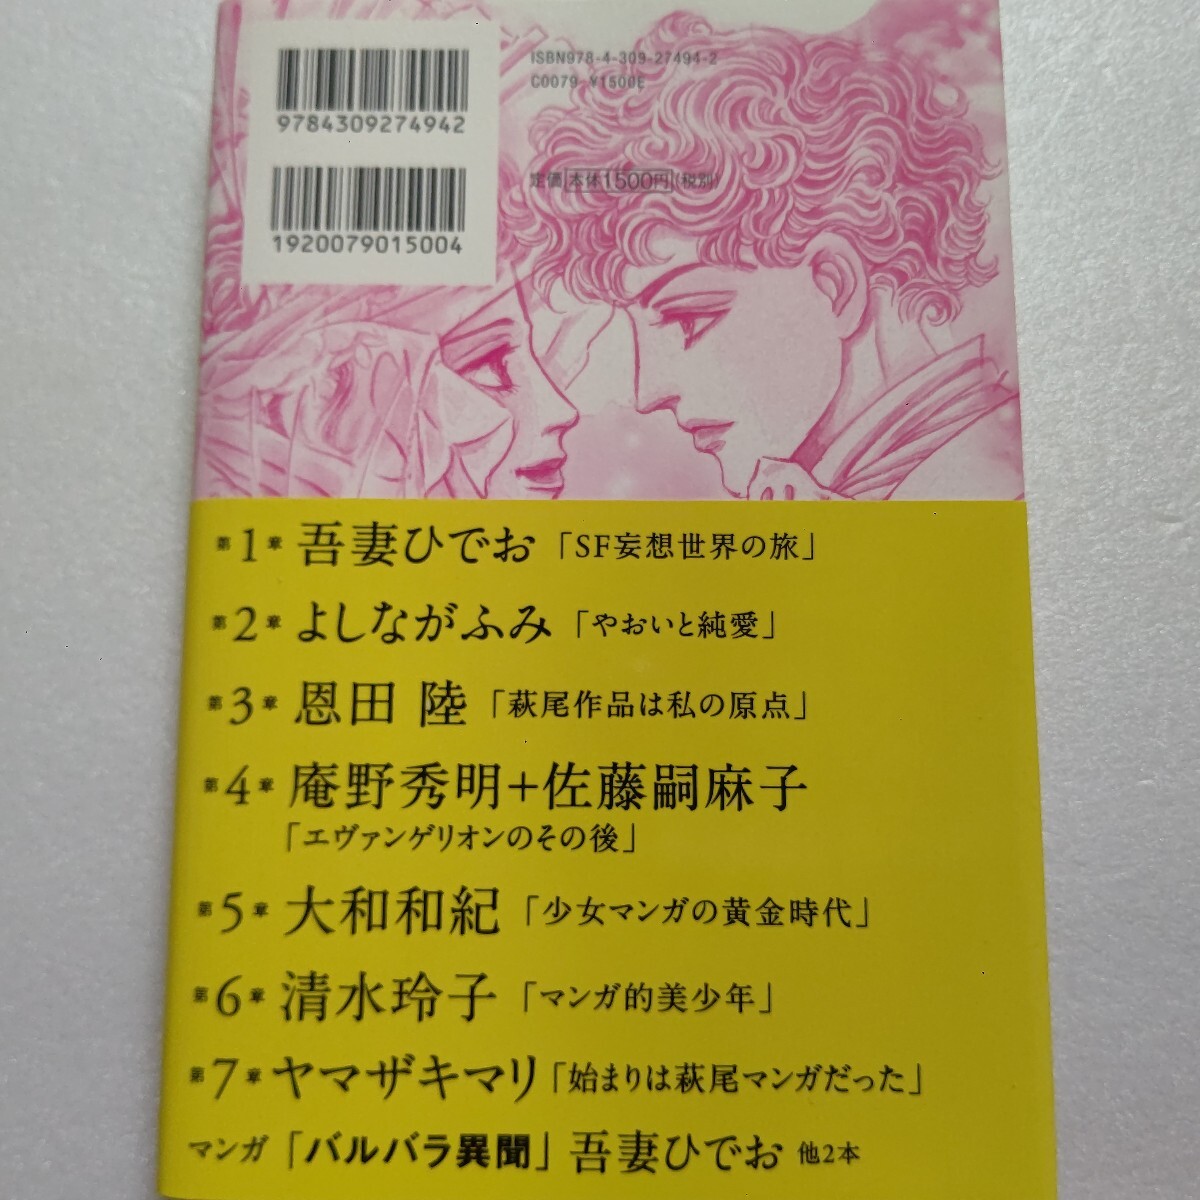 9784309274942
1920079015004
ISBN978-4-309-27494-2
C0079 ¥1500E
定価 本体1500円(税別)
第1章 吾妻ひでお「SF妄想世界の旅」
第2章 よしながふみ「やおいと純愛」
第3章 恩田 陸「萩尾作品は私の原点」
第4章 庵野秀明+佐藤嗣麻子
「エヴァンゲリオンのその後」
第5章 大和和紀「少女マンガの黄金時代」
第6章 清水玲子「マンガ的美少年」
第7章 ヤマザキマリ「始まりは萩尾マンガだった」
マンガ「バルバラ異聞」吾妻ひでお 他2本